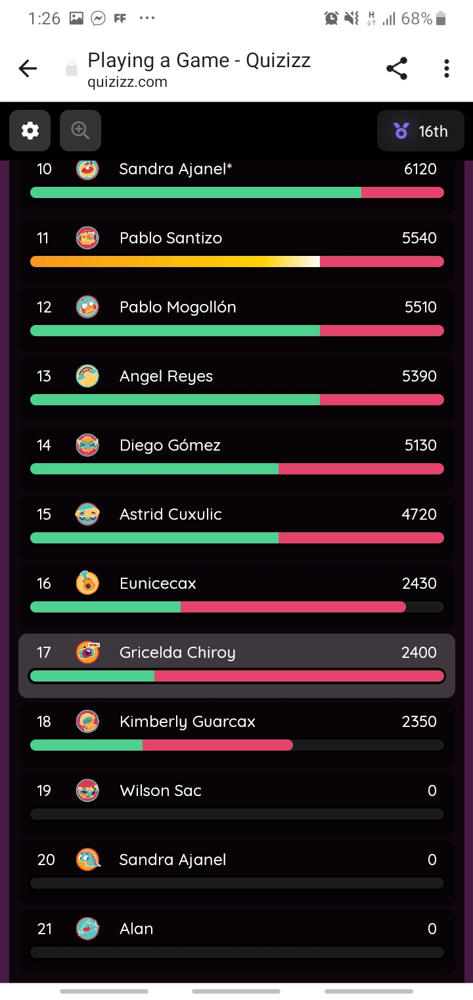 1:26 FF ... H 68%
Playing a Game - Quizizz
quizizz.com
16th
10 Sandra Ajanel* 6120
11 Pablo Santizo 5540
12 Pablo Mogollón 5510
13 Angel Reyes 5390
14 Diego Gómez 5130
15 Astrid Cuxulic 4720
16 Eunicecax 2430
17 Gricelda Chiroy 2400
18 Kimberly Guarcax 2350
19 Wilson Sac 0
20 Sandra Ajanel 0
21 Alan 0